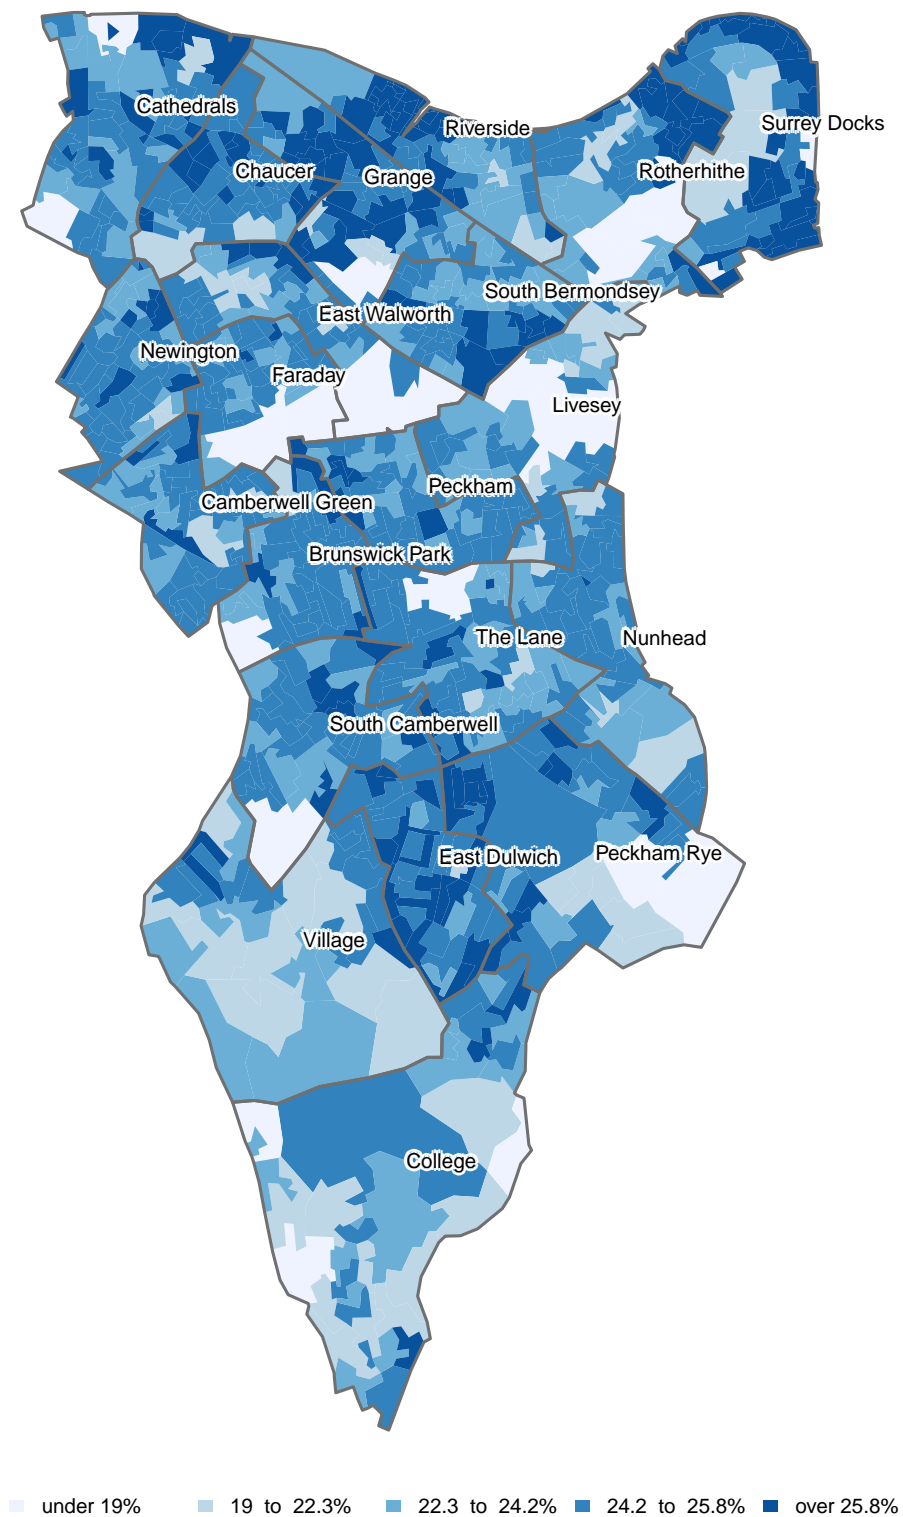 Cathedrals
Riverside
Surrey Docks
Chaucer
Grange
Rotherhithe
South Bermondsey
East Walworth
Newington
Faraday
Livesey
Peckham
Camberwell Green
Brunswick Park
The Lane
Nunhead
South Camberwell
East Dulwich
Peckham Rye
Village
College
under 19%
19 to 22.3%
22.3 to 24.2%
24.2 to 25.8%
over 25.8%